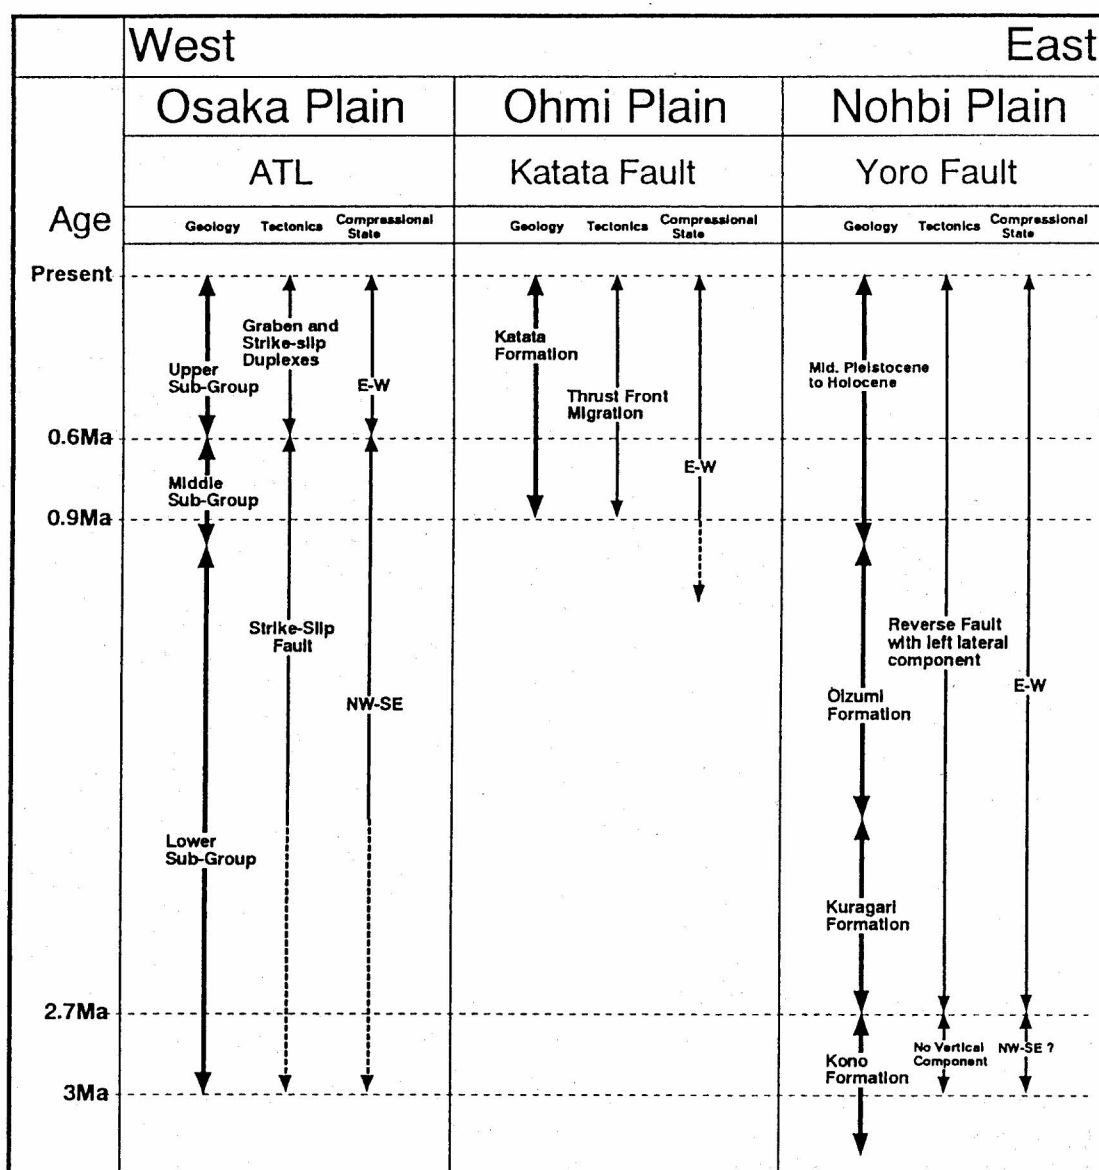 West East
Osaka Plain Ohmi Plain Nohbi Plain
ATL Katata Fault Yoro Fault
Age
Geology Tectonics Compressional State
Geology Tectonics Compressional State
Geology Tectonics Compressional State
Present
Graben and
Strike-slip
Duplexes
Upper
Sub-Group
E-W
Katata
Formation
Thrust Front
Migration
Mid. Pleistocene
to Holocene
0.6Ma
Middle
Sub-Group
E-W
0.9Ma
Strike-Slip
Fault
NW-SE
Reverse Fault
with left lateral
component
E-W
Oizumi
Formation
Lower
Sub-Group
Kuragari
Formation
2.7Ma
Kono
Formation
No Vertical
Component
NW-SE ?
3Ma